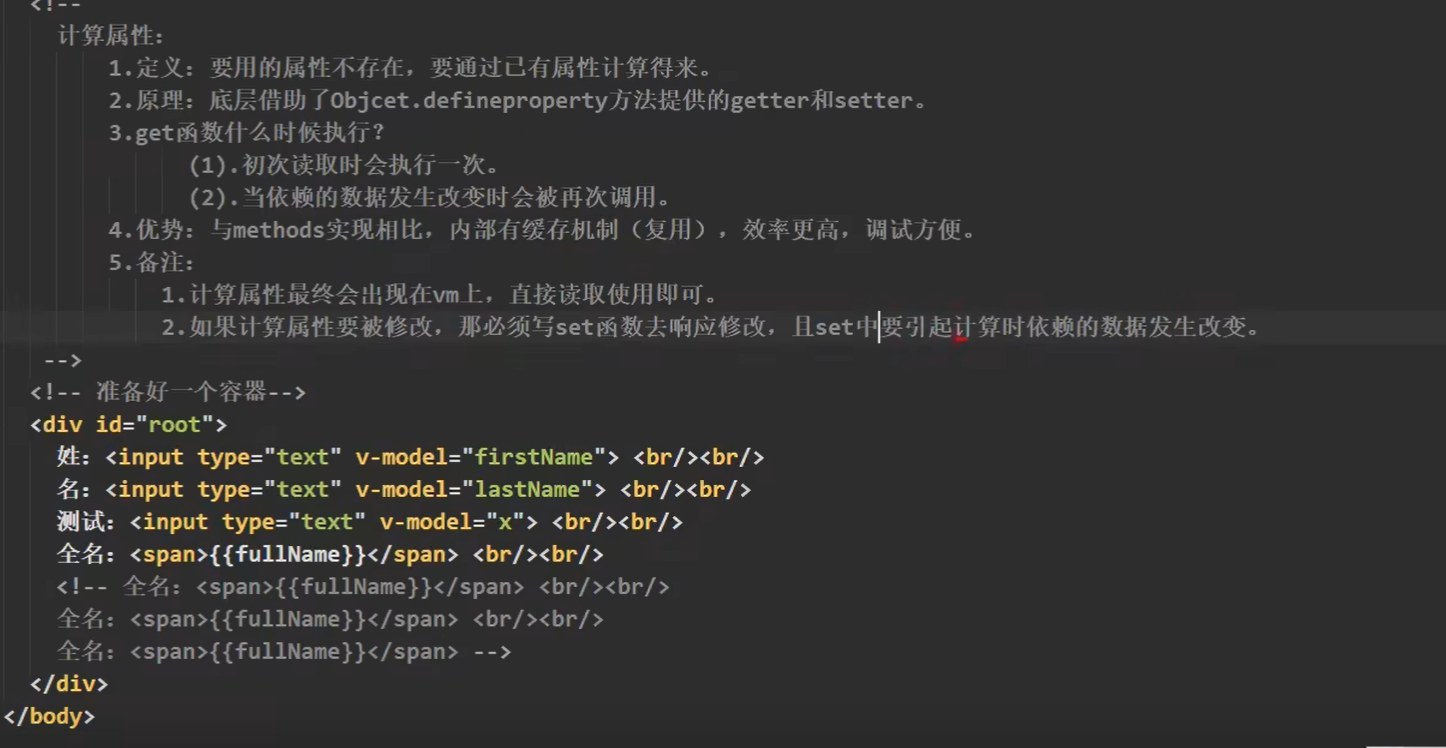 <!--
计算属性：
1.定义：要用的属性不存在，要通过已有属性计算得来。
2.原理：底层借助了Objcet.defineproperty方法提供的getter和setter。
3.get函数什么时候执行？
(1).初次读取时会执行一次。
(2).当依赖的数据发生改变时会被再次调用。
4.优势：与methods实现相比，内部有缓存机制（复用），效率更高，调试方便。
5.备注：
1.计算属性最终会出现在vm上，直接读取使用即可。
2.如果计算属性要被修改，那必须写set函数去响应修改，且set中要引起计算时依赖的数据发生改变。
-->
<!-- 准备好一个容器-->
<div id="root">
姓：<input type="text" v-model="firstName"> <br/><br/>
名：<input type="text" v-model="lastName"> <br/><br/>
测试：<input type="text" v-model="x"> <br/><br/>
全名：<span>{{fullName}}</span> <br/><br/>
<!-- 全名：<span>{{fullName}}</span> <br/><br/>
全名：<span>{{fullName}}</span> <br/><br/>
全名：<span>{{fullName}}</span> -->
</div>
</body>